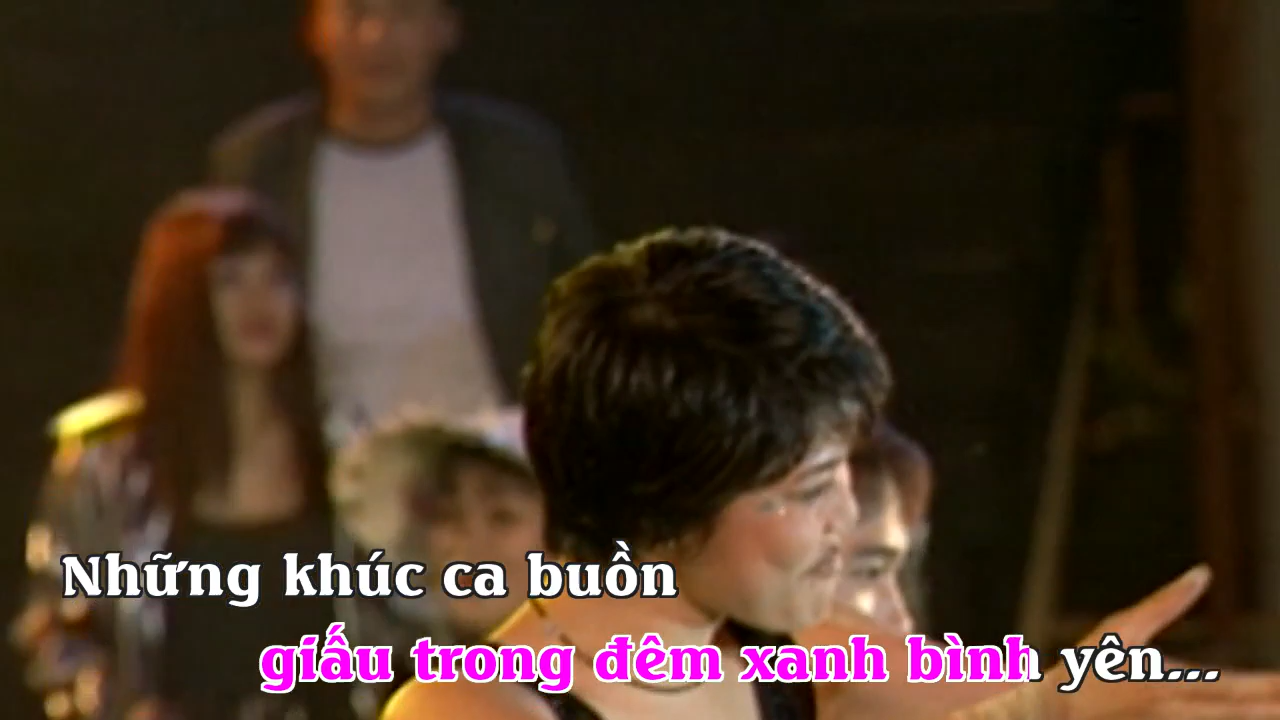 Những khúc ca buồn
giấu trong đêm xanh bình yên...